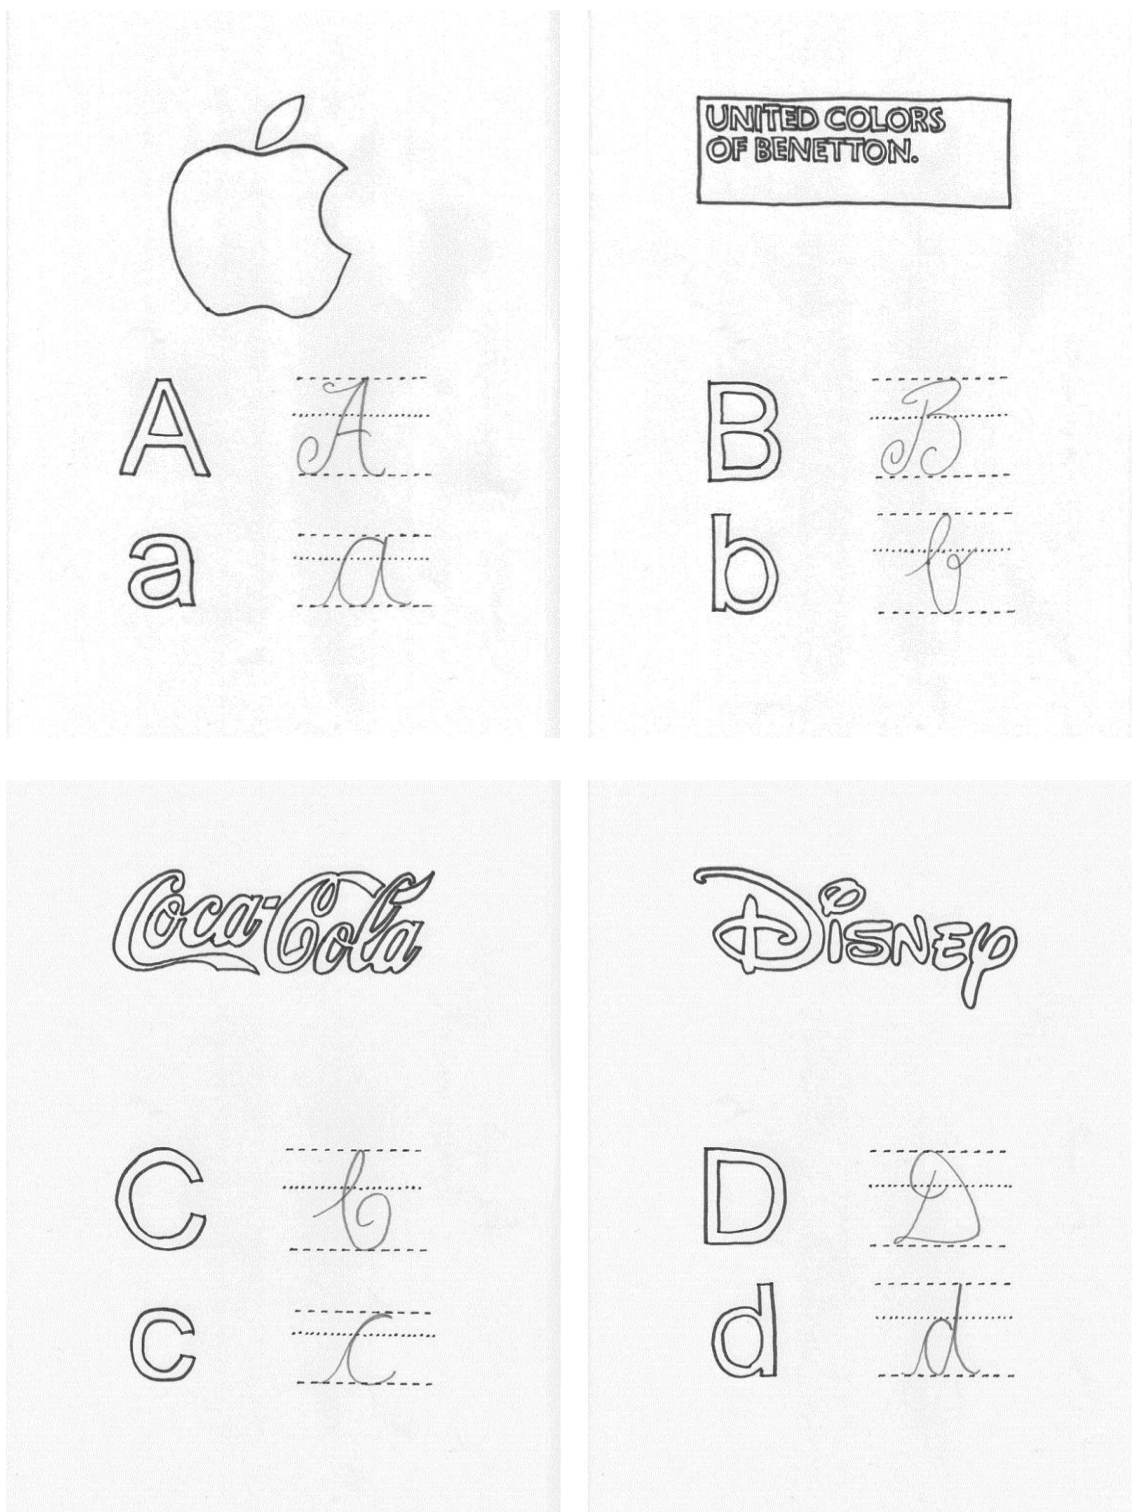 A A
a a
UNITED COLORS
OF BENETTON.
B B
b b
Coca-Cola
C C
c c
DISNEY
D D
d d